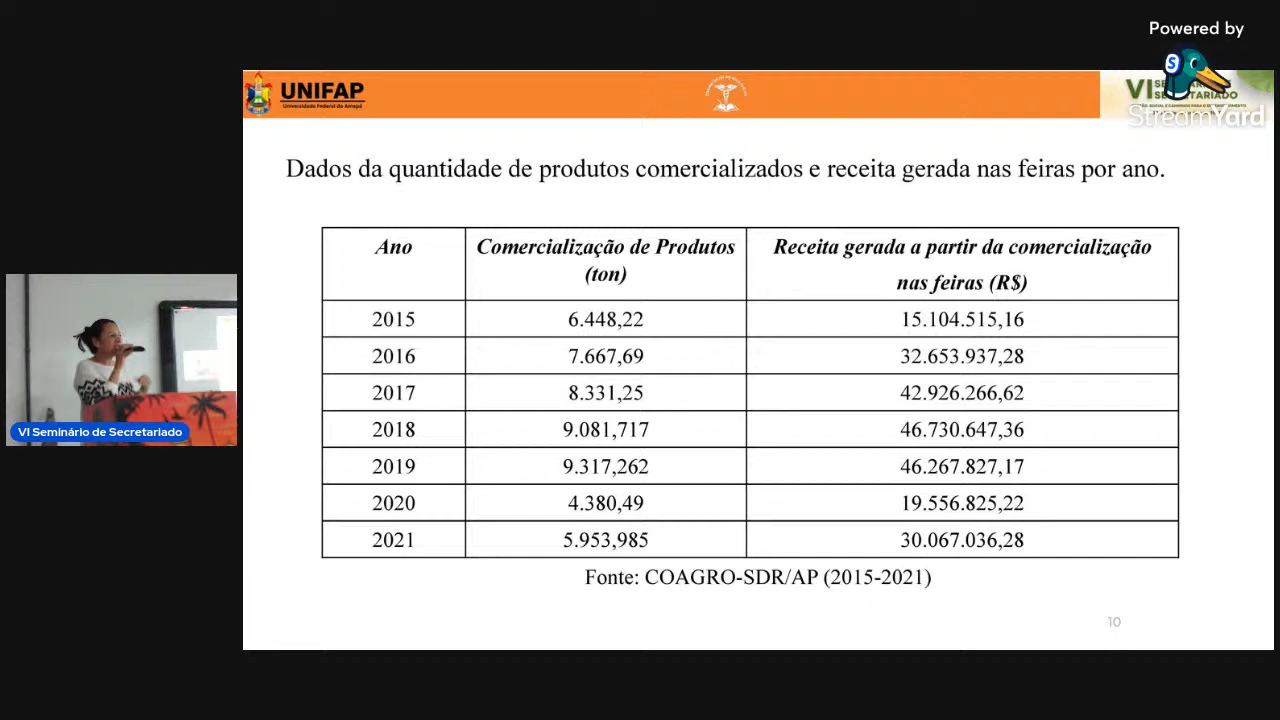 Powered by
StreamYard
UNIFAP
Universidade Federal do Amapá
VI
Dados da quantidade de produtos comercializados e receita gerada nas feiras por ano.
Ano
Comercialização de Produtos
(ton)
Receita gerada a partir da comercialização
nas feiras (R$)
2015 6.448,22 15.104.515,16
2016 7.667,69 32.653.937,28
2017 8.331,25 42.926.266,62
2018 9.081,717 46.730.647,36
2019 9.317,262 46.267.827,17
2020 4.380,49 19.556.825,22
2021 5.953,985 30.067.036,28
Fonte: COAGRO-SDR/AP (2015-2021)
10
VI Seminário de Secretariado